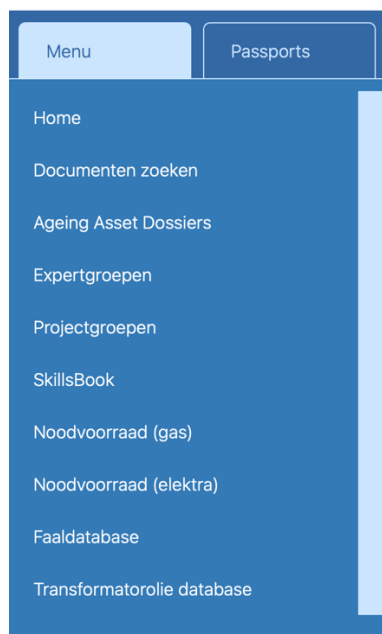 Menu
Passports
Home
Documenten zoeken
Ageing Asset Dossiers
Expertgroepen
Projectgroepen
SkillsBook
Noodvoorraad (gas)
Noodvoorraad (elektra)
Faaldatabase
Transformatorolie database